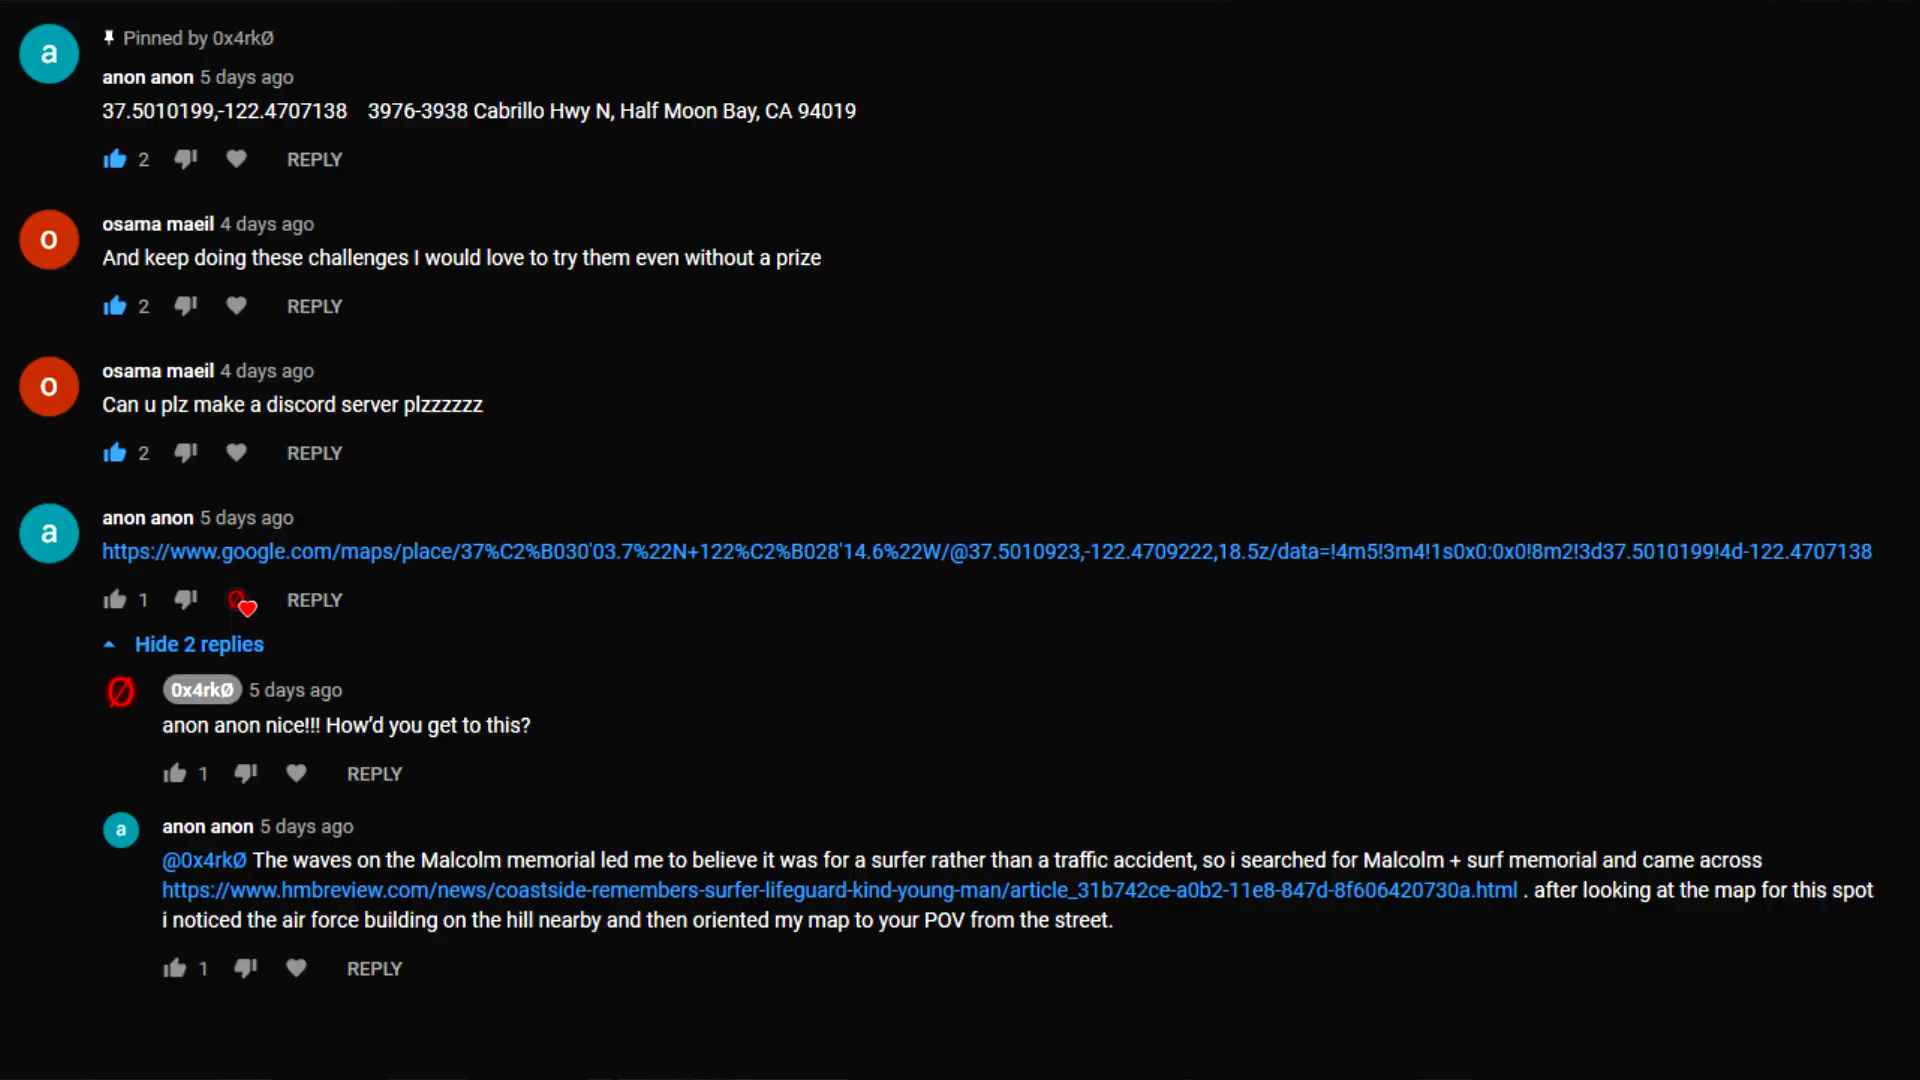 a
Pinned by 0x4rkØ
anon anon 5 days ago
37.5010199,-122.4707138 3976-3938 Cabrillo Hwy N, Half Moon Bay, CA 94019
2 REPLY
o
osama maeil 4 days ago
And keep doing these challenges I would love to try them even without a prize
2 REPLY
o
osama maeil 4 days ago
Can u plz make a discord server plzzzzzz
2 REPLY
a
anon anon 5 days ago
https://www.google.com/maps/place/37%C2%B030'03.7%22N+122%C2%B028'14.6%22W/@37.5010923,-122.4709222,18.5z/data=!4m5!3m4!1s0x0:0x0!8m2!3d37.5010199!4d-122.4707138
1 Ø REPLY
Hide 2 replies
Ø
0x4rkØ 5 days ago
anon anon nice!!! How’d you get to this?
1 REPLY
a
anon anon 5 days ago
@0x4rkØ The waves on the Malcolm memorial led me to believe it was for a surfer rather than a traffic accident, so i searched for Malcolm + surf memorial and came across
https://www.hmbreview.com/news/coastside-remembers-surfer-lifeguard-kind-young-man/article_31b742ce-a0b2-11e8-847d-8f606420730a.html . after looking at the map for this spot
i noticed the air force building on the hill nearby and then oriented my map to your POV from the street.
1 REPLY